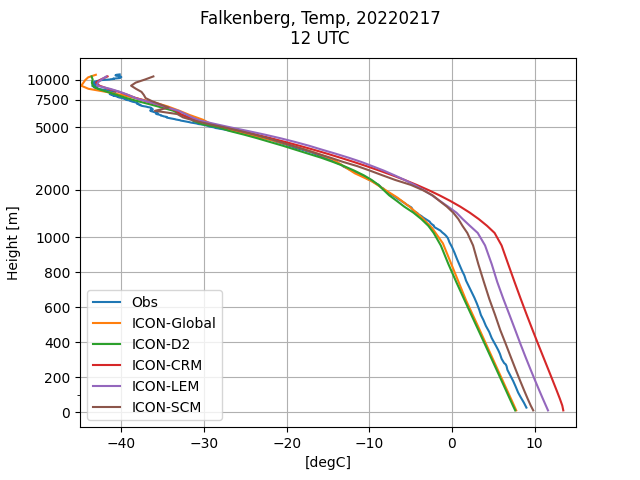 Falkenberg, Temp, 20220217
12 UTC
10000
7500
5000
2000
1000
800
600
400
200
0
Height [m]
Obs
ICON-Global
ICON-D2
ICON-CRM
ICON-LEM
ICON-SCM
−40 −30 −20 −10 0 10
[degC]